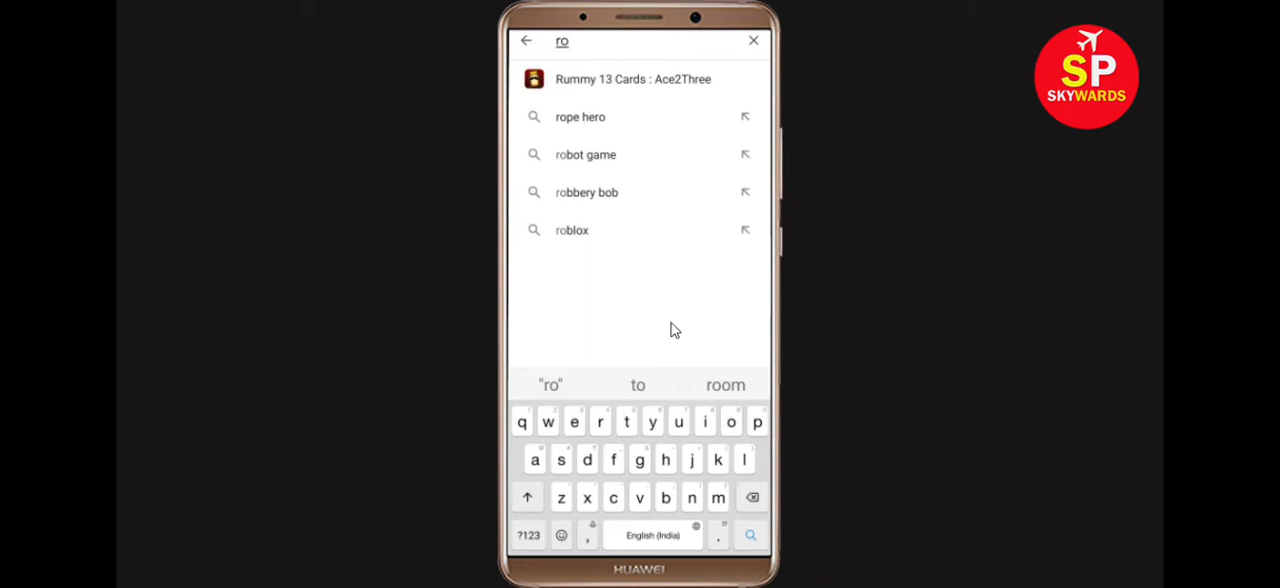 ro
Rummy 13 Cards : Ace2Three
rope hero
robot game
robbery bob
roblox
"ro" to room
q w e r t y u i o p
a s d f g h j k l
z x c v b n m
?123 , English (India) .
HUAWEI
SP
SKYWARDS